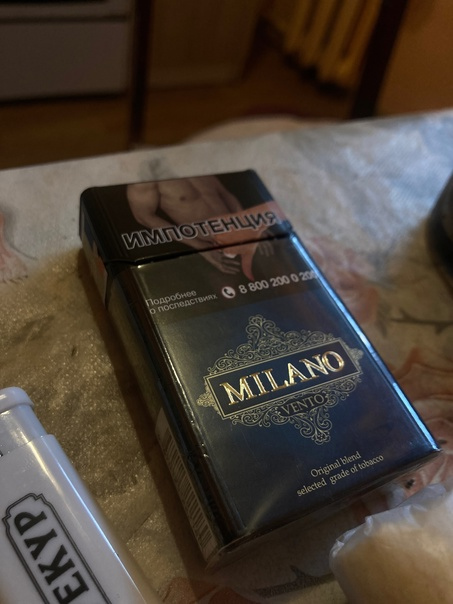 ИМПОТЕНЦИЯ
Подробнее
о последствиях
8 800 200 0 200
MILANO
VENTO
Original blend
selected grade of tobacco
ЕКУР